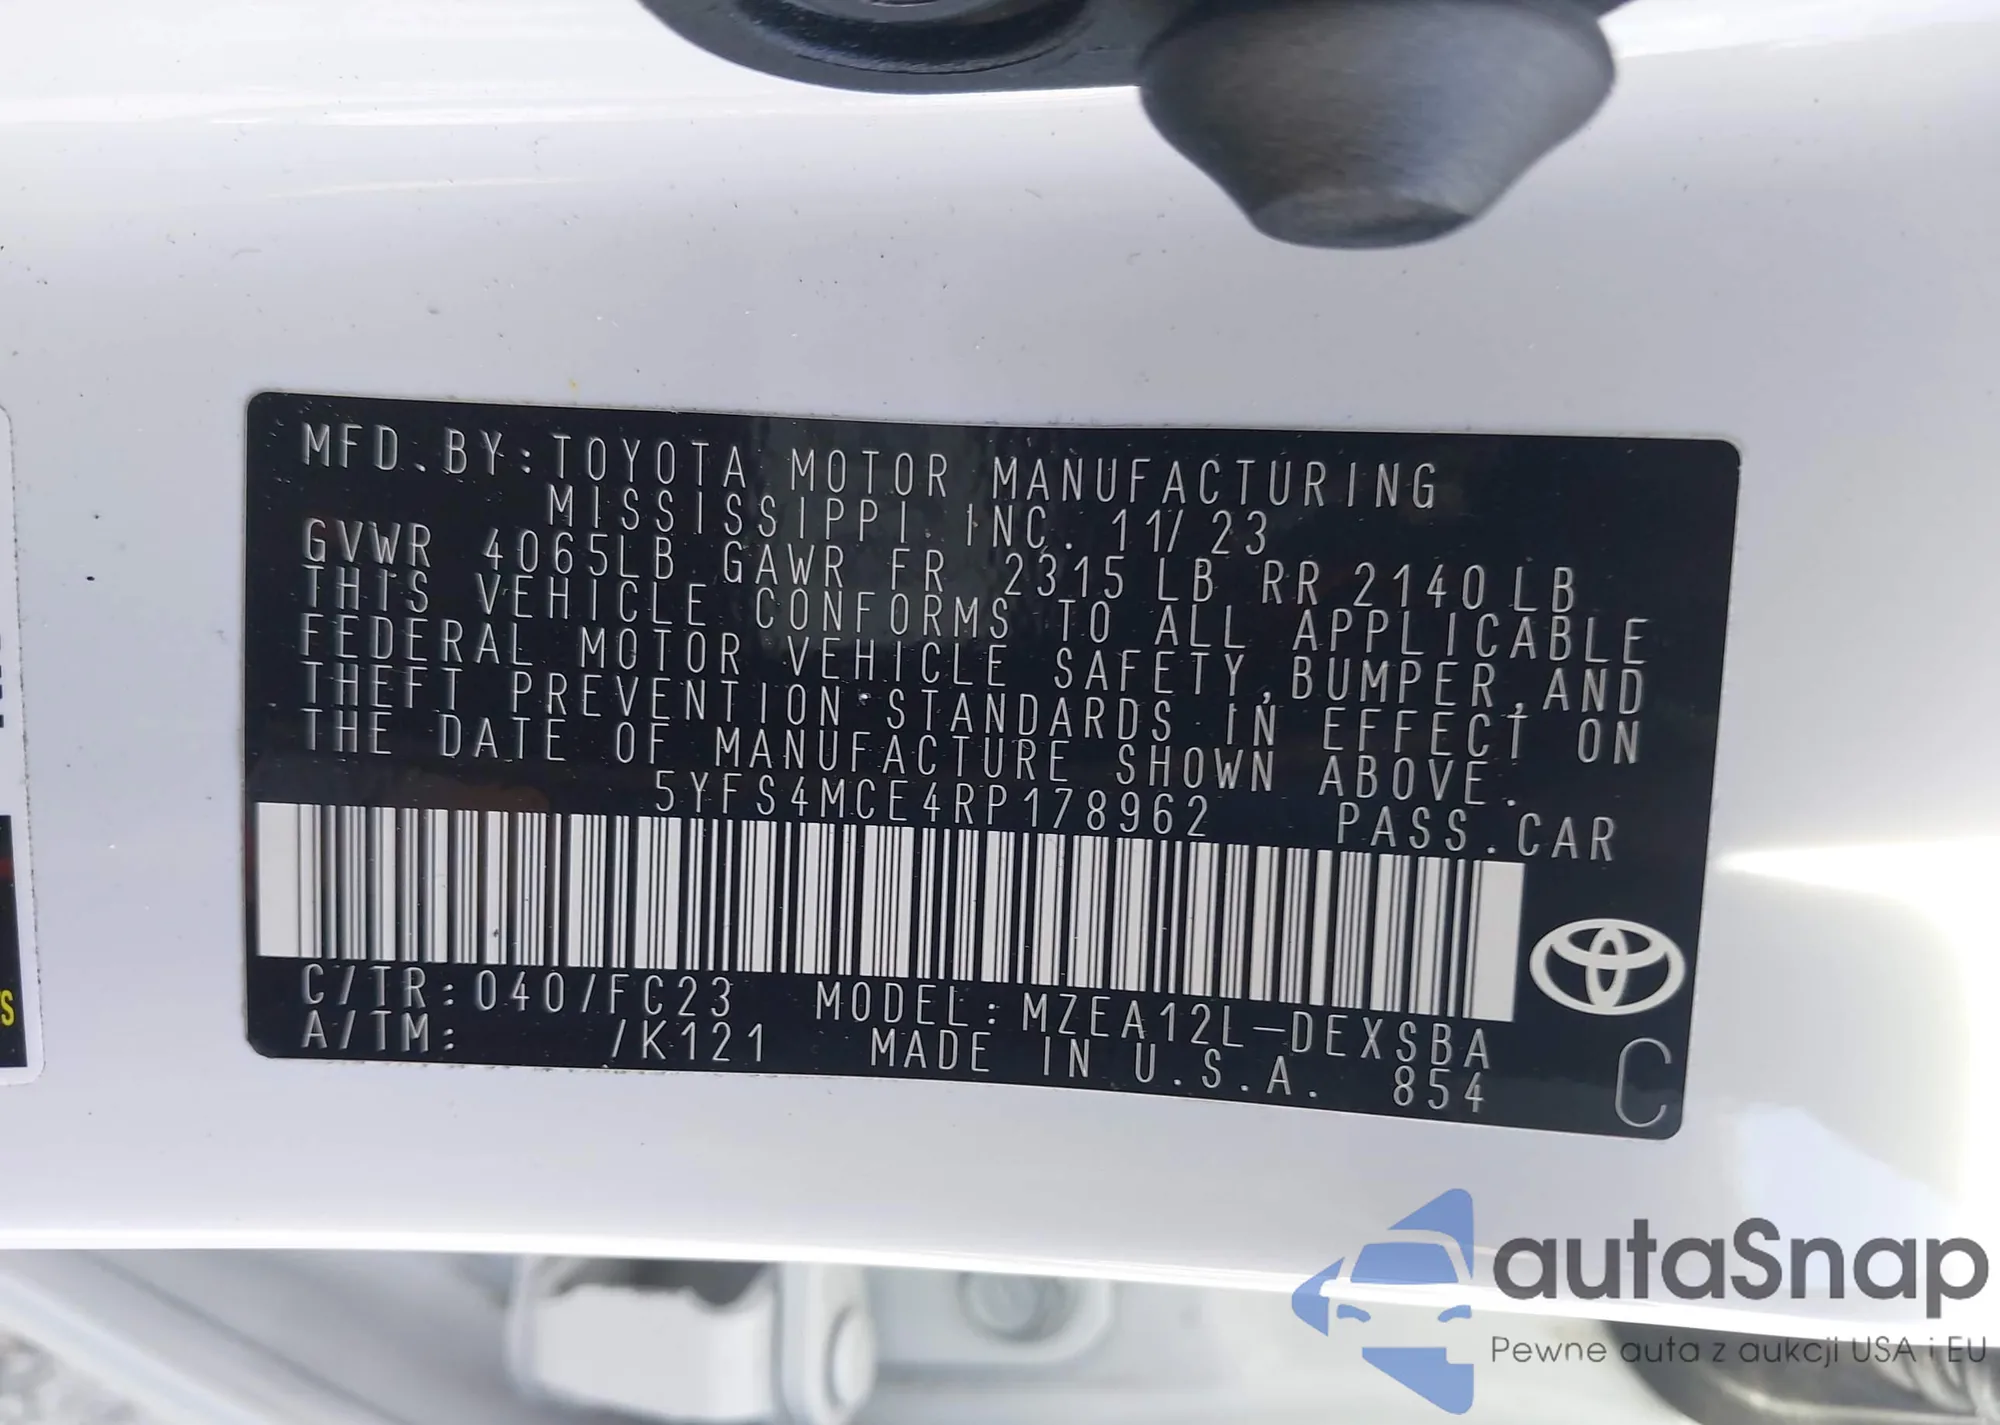 MFD.BY:TOYOTA MOTOR MANUFACTURING
MISSISSIPPI, INC. 11/23
GVWR 4065LB GAWR FR 2315LB RR 2140LB
THIS VEHICLE CONFORMS TO ALL APPLICABLE
FEDERAL MOTOR VEHICLE SAFETY,BUMPER,AND
THEFT PREVENTION STANDARDS IN EFFECT ON
THE DATE OF MANUFACTURE SHOWN ABOVE.
5YFS4MCE4RP178962 PASS.CAR
C/TR:040/FC23 MODEL:MZEA12L-DEXSBA
A/TM: /K121 MADE IN U.S.A. 854
C
autaSnap
Pewne auta z aukcji USA i EU